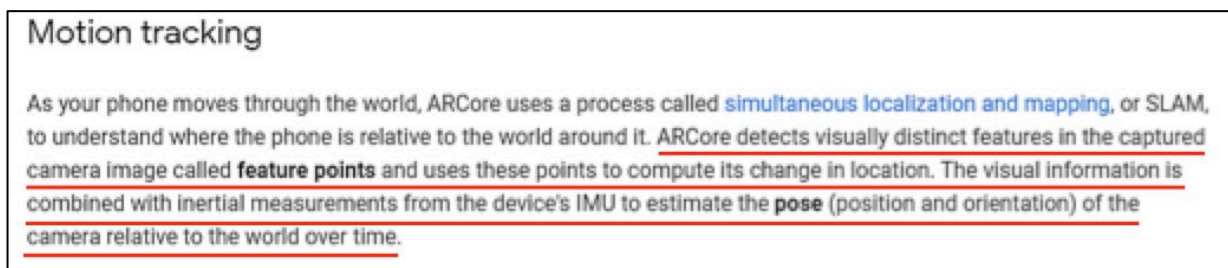 Motion tracking
As your phone moves through the world, ARCore uses a process called simultaneous localization and mapping, or SLAM,
to understand where the phone is relative to the world around it. ARCore detects visually distinct features in the captured
camera image called feature points and uses these points to compute its change in location. The visual information is
combined with inertial measurements from the device's IMU to estimate the pose (position and orientation) of the
camera relative to the world over time.